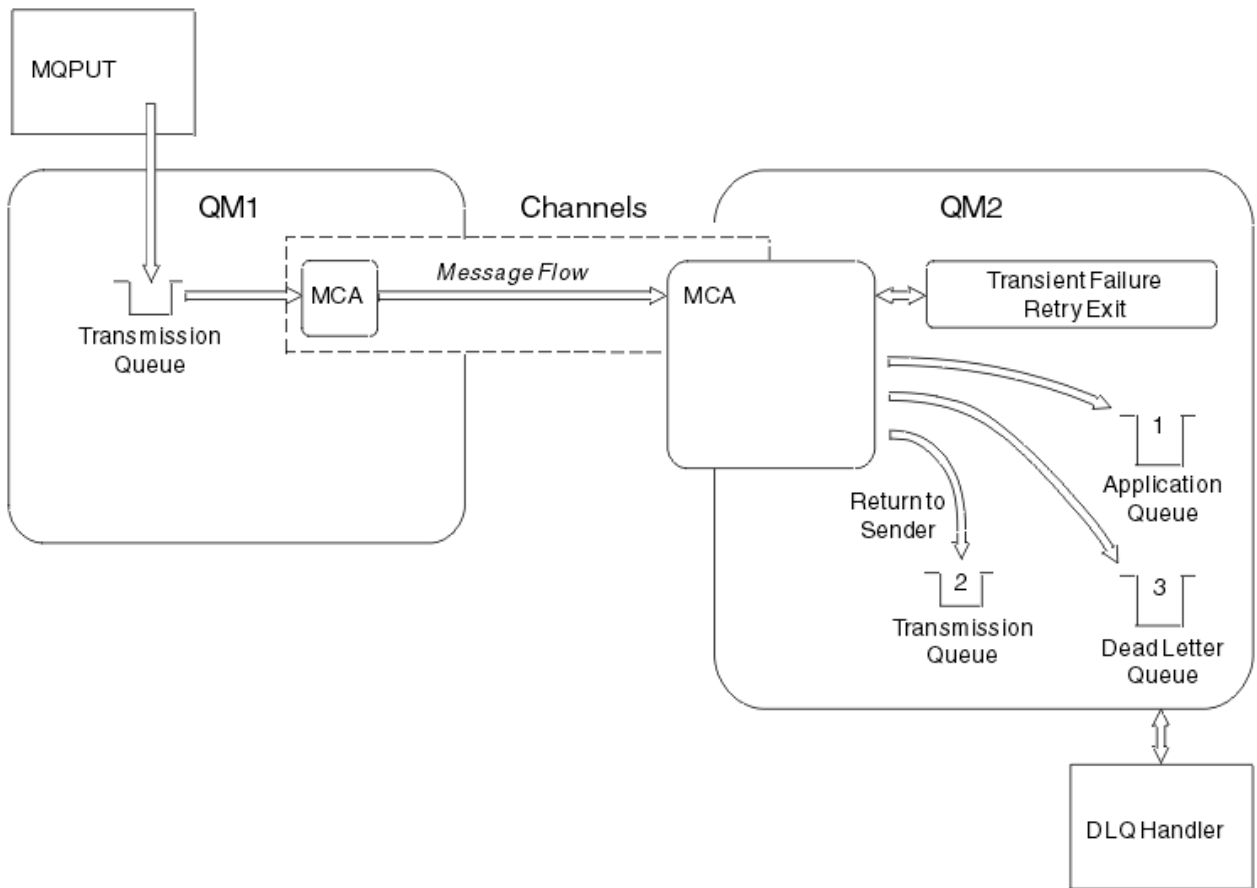 MQPUT
QM1
Channels
QM2
Message Flow
MCA
MCA
Transient Failure
Retry Exit
Transmission
Queue
1
Application
Queue
Return to
Sender
2
Transmission
Queue
3
Dead Letter
Queue
DLQ Handler